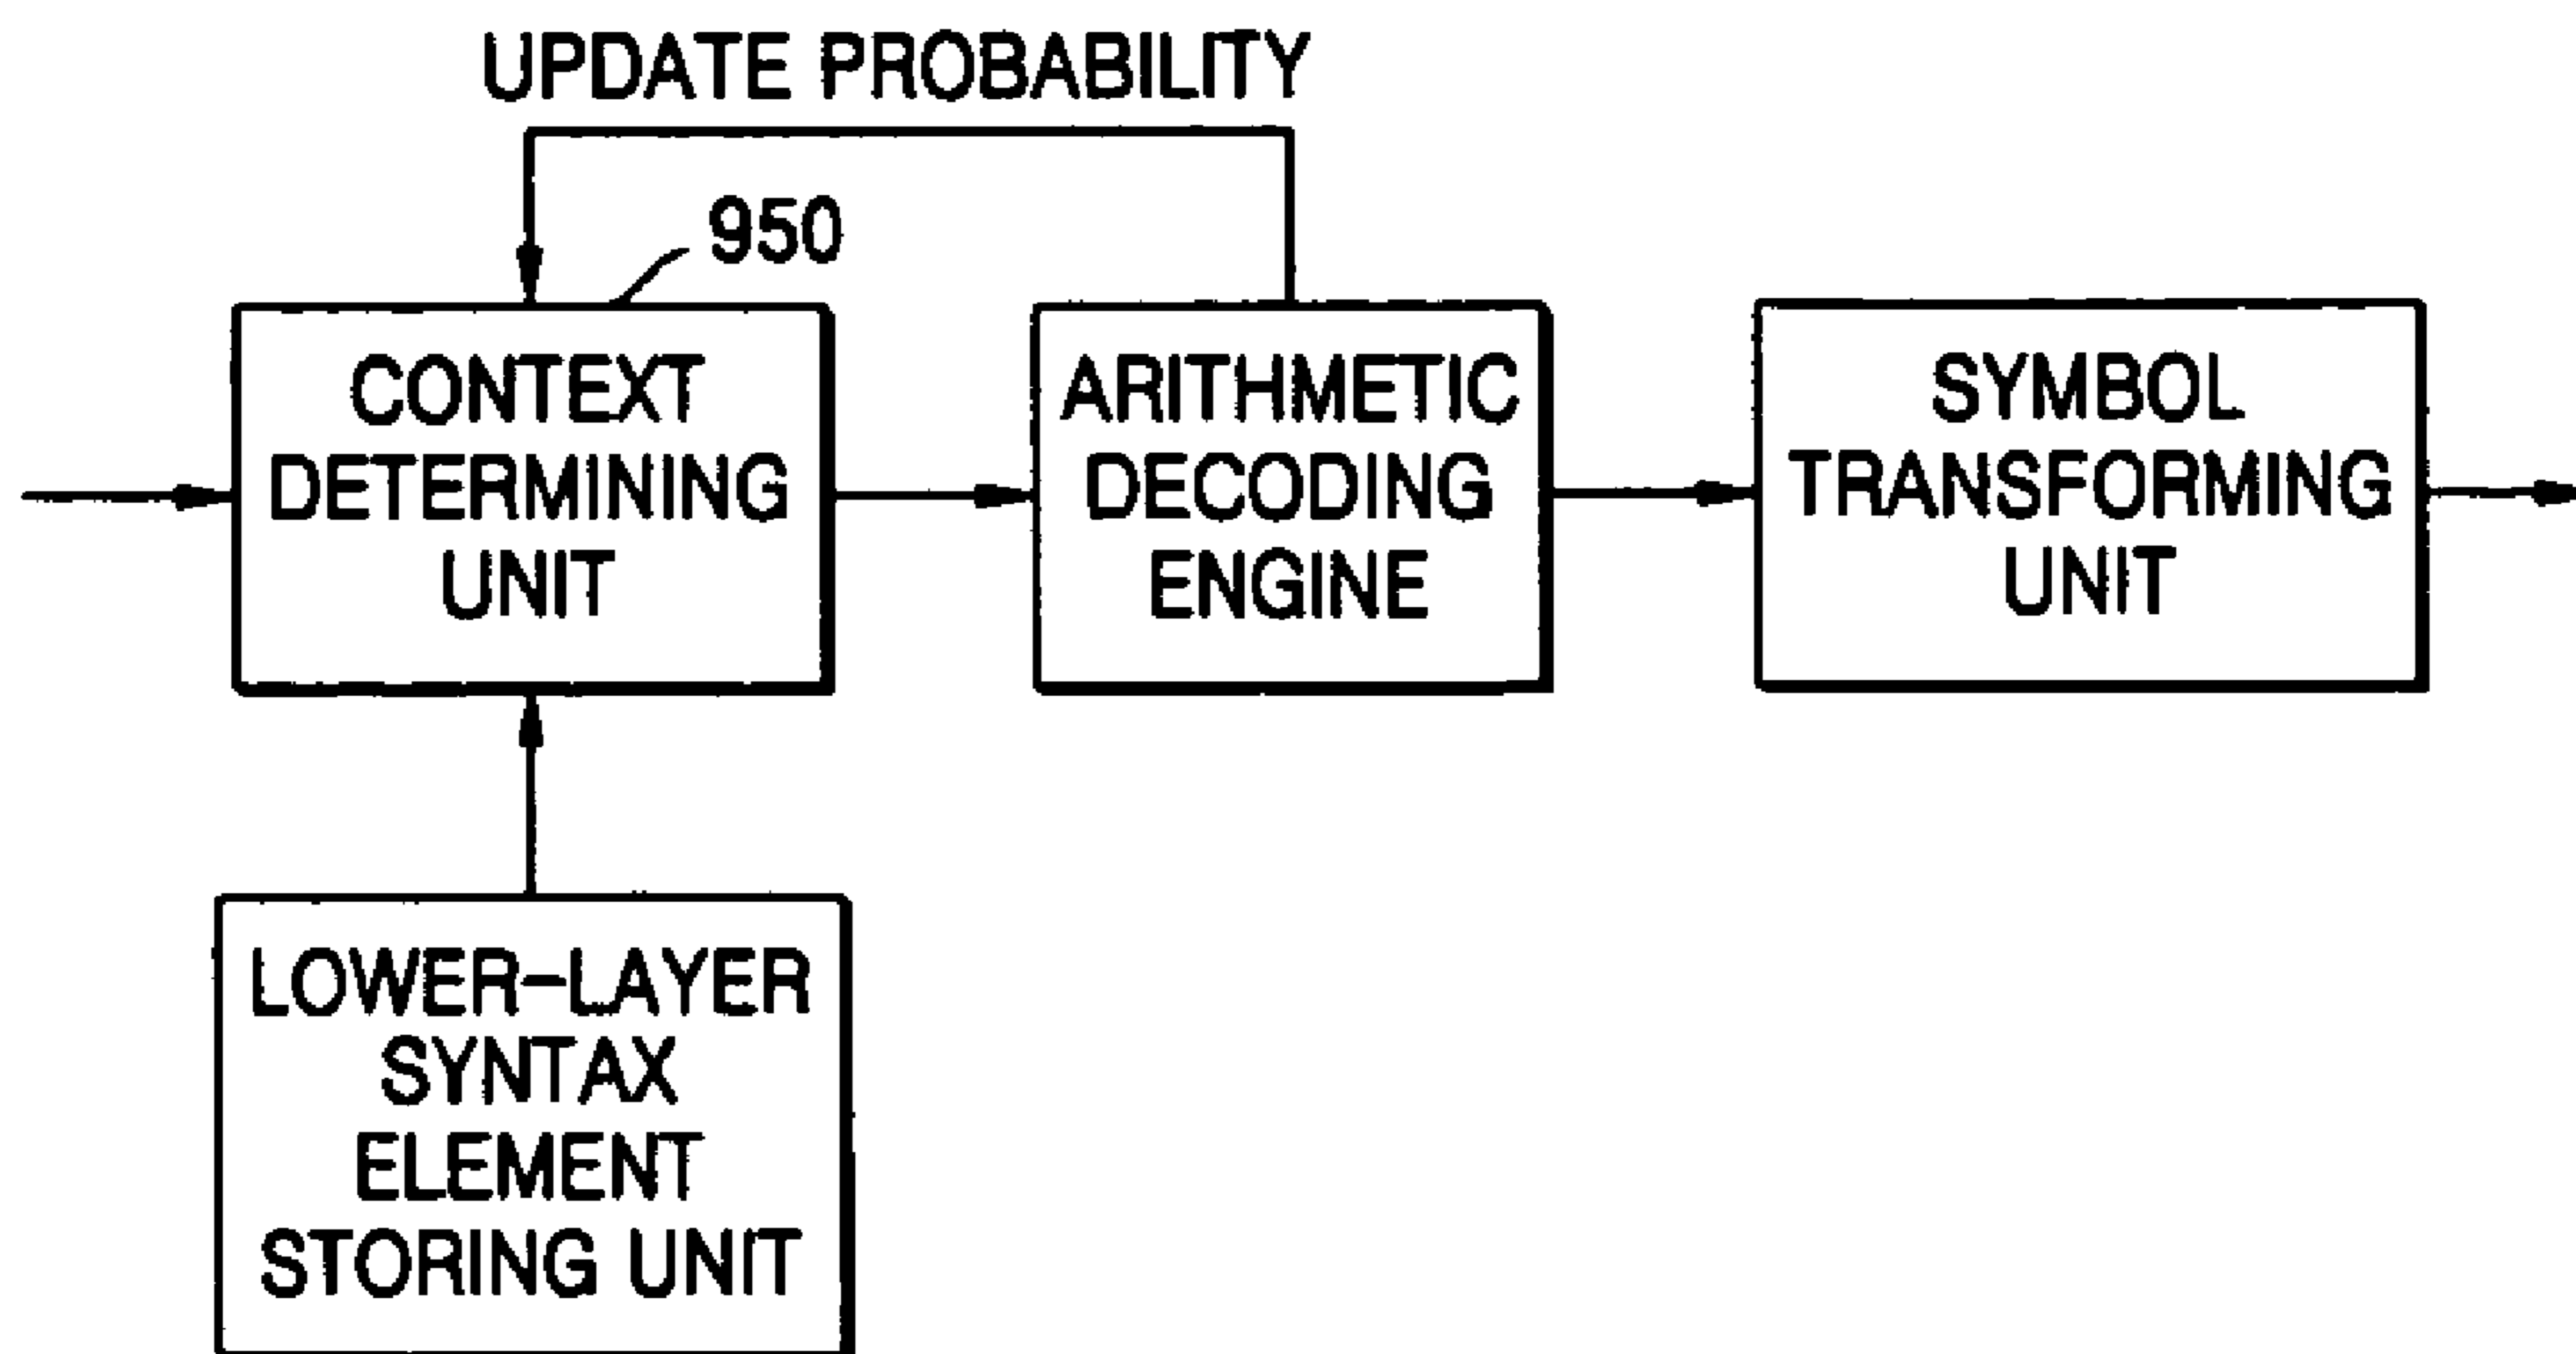 UPDATE PROBABILITY
950
CONTEXT
DETERMINING
UNIT
ARITHMETIC
DECODING
ENGINE
SYMBOL
TRANSFORMING
UNIT
LOWER-LAYER
SYNTAX
ELEMENT
STORING UNIT